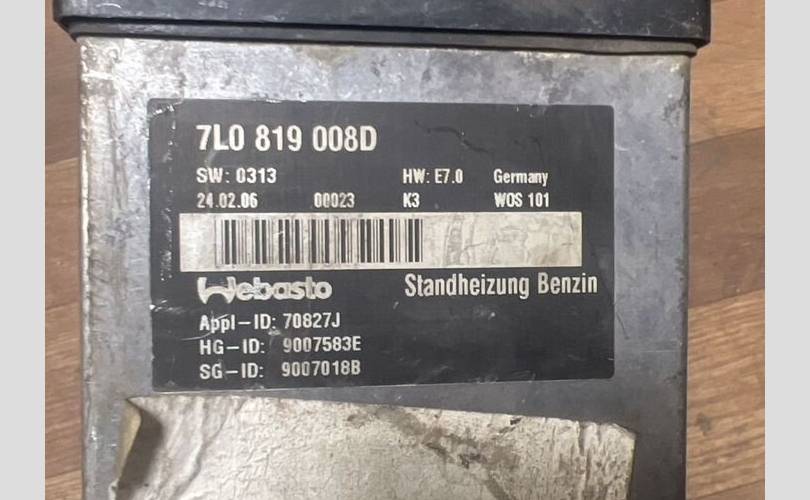 7L0 819 008D
SW: 0313 HW: E7.0 Germany
24.02.06 00023 K3 WOS 101
Webasto Standheizung Benzin
Appl-ID: 70827J
HG-ID: 9007583E
SG-ID: 9007018B